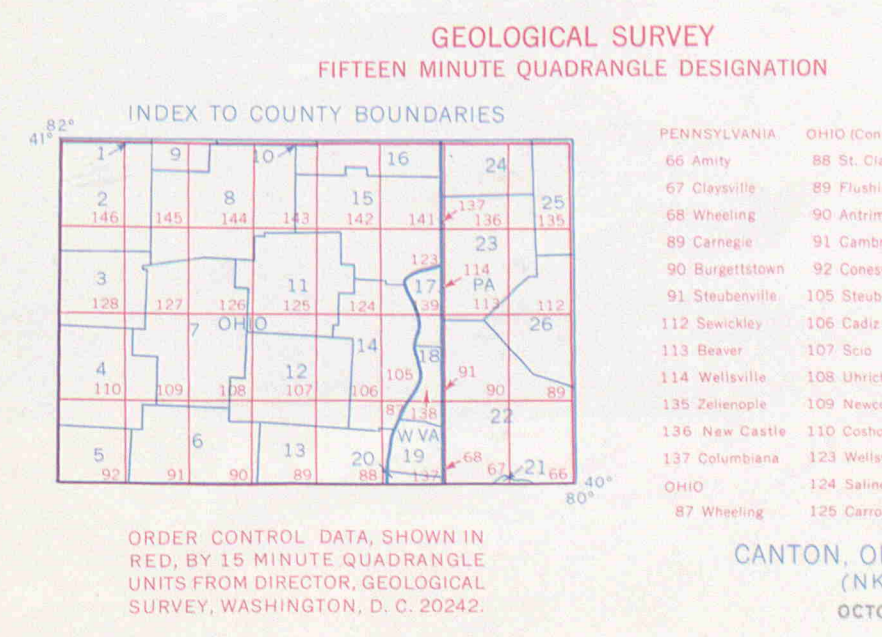 GEOLOGICAL SURVEY
FIFTEEN MINUTE QUADRANGLE DESIGNATION
INDEX TO COUNTY BOUNDARIES
82°
41°
1 9 10 16 24
2 8 15 137 25
146 145 144 143 142 141 136 135
23
3 11 123 114
17 PA
128 127 126 125 124 39 113 112
7 OHIO 26
14
4 12 18
105 91
110 109 108 107 106 90 89
87 138 22
6 W VA
5 13 20 19 68
92 91 90 89 88 137 67 21 66
40°
80°
ORDER CONTROL DATA, SHOWN IN
RED, BY 15 MINUTE QUADRANGLE
UNITS FROM DIRECTOR, GEOLOGICAL
SURVEY, WASHINGTON, D. C. 20242.
PENNSYLVANIA
66 Amity
67 Claysville
68 Wheeling
89 Carnegie
90 Burgettstown
91 Steubenville
112 Sewickley
113 Beaver
114 Wellsville
135 Zelienople
136 New Castle
137 Columbiana
OHIO
87 Wheeling
OHIO (Con
88 St. Cla
89 Flushi
90 Antrim
91 Camb
92 Cones
105 Steub
106 Cadiz
107 Scio
108 Uhric
109 Newc
110 Cosho
123 Wells
124 Salin
125 Carro
CANTON, O
(NK
OCTO